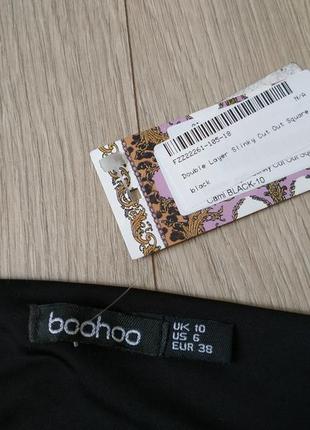 N/A
FZZ22261-105-18
Double Layer Slinky Cut Out Square
black
Cami BLACK-10
boohoo
UK 10
US 6
EUR 38